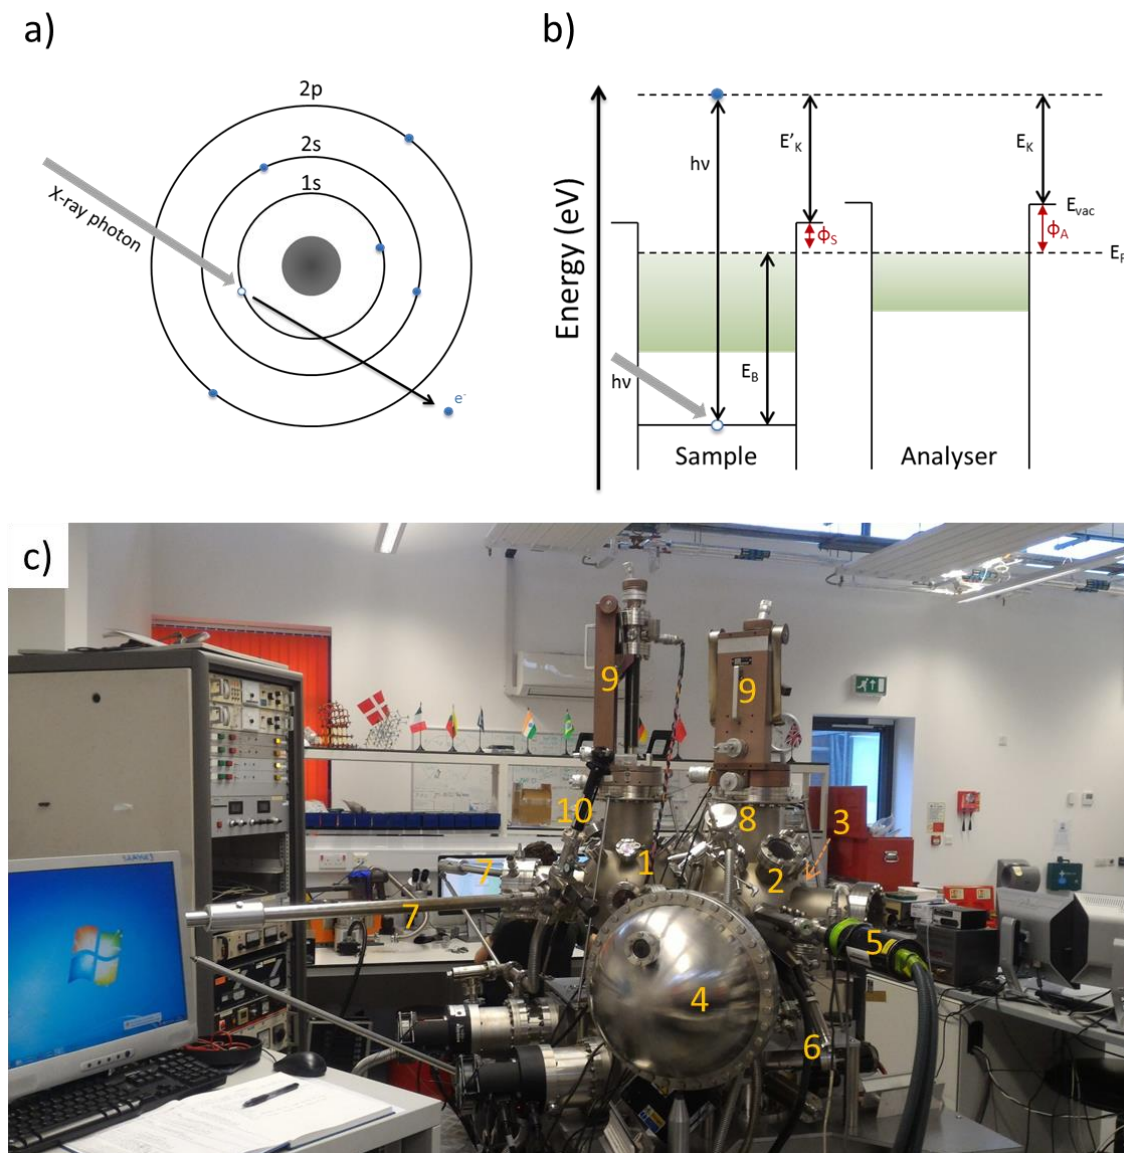 a)
2p
2s
1s
X-ray photon
e-
b)
Energy (eV)
hν
E'K
EK
Evac
ϕS
ϕA
EF
EB
hν
Sample
Analyser
c)
9
9
10
8
3
1
2
7
7
5
4
6